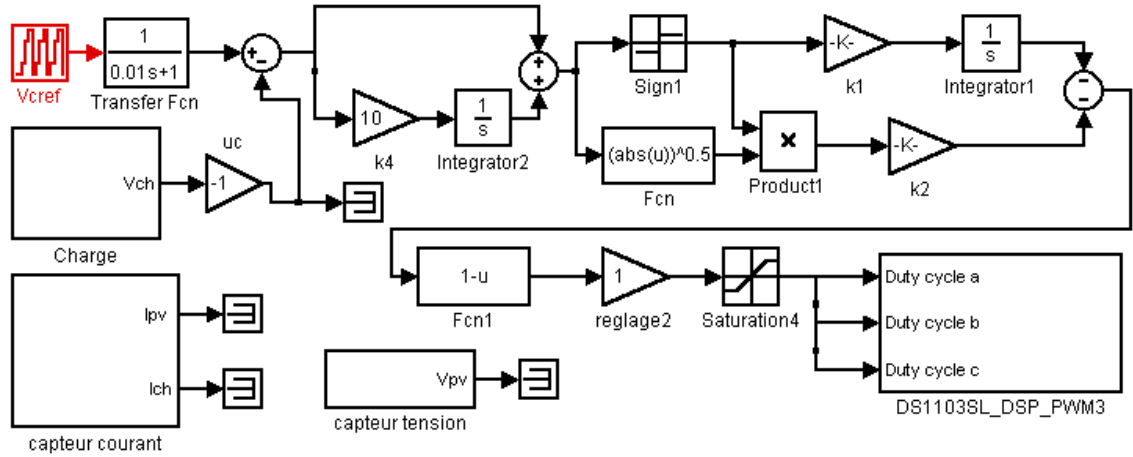 Vcref
1
0.01s+1
Transfer Fcn
+
−
10
k4
1
s
Integrator2
+
+
Sign1
(abs(u))^0.5
Fcn
×
Product1
-K-
k1
-K-
k2
1
s
Integrator1
−
−
Vch
Charge
uc
-1
1-u
Fcn1
1
reglage2
Saturation4
Duty cycle a
Duty cycle b
Duty cycle c
DS1103SL_DSP_PWM3
Ipv
Ich
capteur courant
Vpv
capteur tension